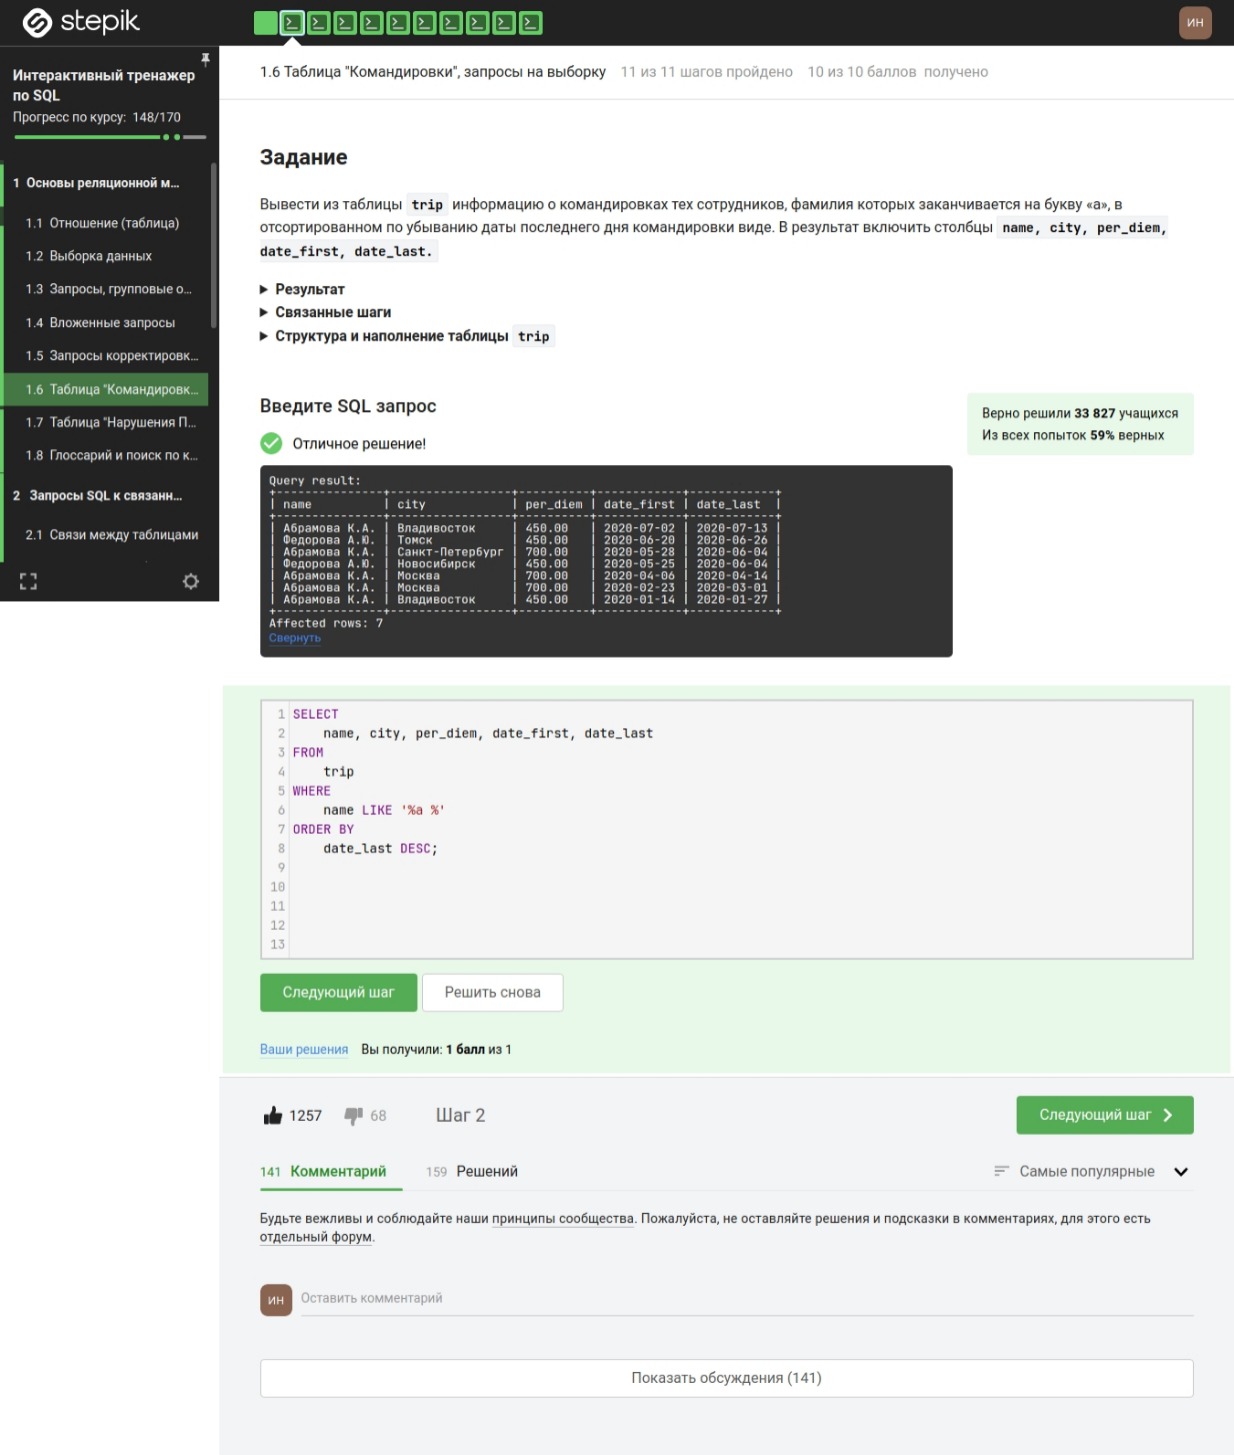 stepik
ИН
Интерактивный тренажер
по SQL
Прогресс по курсу: 148/170
1 Основы реляционной м...
1.1 Отношение (таблица)
1.2 Выборка данных
1.3 Запросы, групповые о...
1.4 Вложенные запросы
1.5 Запросы корректировк...
1.6 Таблица "Командировк...
1.7 Таблица "Нарушения П...
1.8 Глоссарий и поиск по к...
2 Запросы SQL к связанн...
2.1 Связи между таблицами
1.6 Таблица "Командировки", запросы на выборку 11 из 11 шагов пройдено 10 из 10 баллов получено
Задание
Вывести из таблицы trip информацию о командировках тех сотрудников, фамилия которых заканчивается на букву «а», в
отсортированном по убыванию даты последнего дня командировки виде. В результат включить столбцы name, city, per_diem,
date_first, date_last.
Результат
Связанные шаги
Структура и наполнение таблицы trip
Введите SQL запрос
Верно решили 33 827 учащихся
Из всех попыток 59% верных
Отличное решение!
Query result:
+---------------+-----------------+----------+------------+------------+
| name | city | per_diem | date_first | date_last |
+---------------+-----------------+----------+------------+------------+
| Абрамова К.А. | Владивосток | 450.00 | 2020-07-02 | 2020-07-13 |
| Федорова А.Ю. | Томск | 450.00 | 2020-06-20 | 2020-06-26 |
| Абрамова К.А. | Санкт-Петербург | 700.00 | 2020-05-28 | 2020-06-04 |
| Федорова А.Ю. | Новосибирск | 450.00 | 2020-05-25 | 2020-06-04 |
| Абрамова К.А. | Москва | 700.00 | 2020-04-06 | 2020-04-14 |
| Абрамова К.А. | Москва | 700.00 | 2020-02-23 | 2020-03-01 |
| Абрамова К.А. | Владивосток | 450.00 | 2020-01-14 | 2020-01-27 |
+---------------+-----------------+----------+------------+------------+
Affected rows: 7
Свернуть
1 SELECT
2 name, city, per_diem, date_first, date_last
3 FROM
4 trip
5 WHERE
6 name LIKE '%а %'
7 ORDER BY
8 date_last DESC;
9
10
11
12
13
Следующий шаг Решить снова
Ваши решения Вы получили: 1 балл из 1
1257 68 Шаг 2 Следующий шаг
141 Комментарий 159 Решений Самые популярные
Будьте вежливы и соблюдайте наши принципы сообщества. Пожалуйста, не оставляйте решения и подсказки в комментариях, для этого есть
отдельный форум.
ИН Оставить комментарий
Показать обсуждения (141)